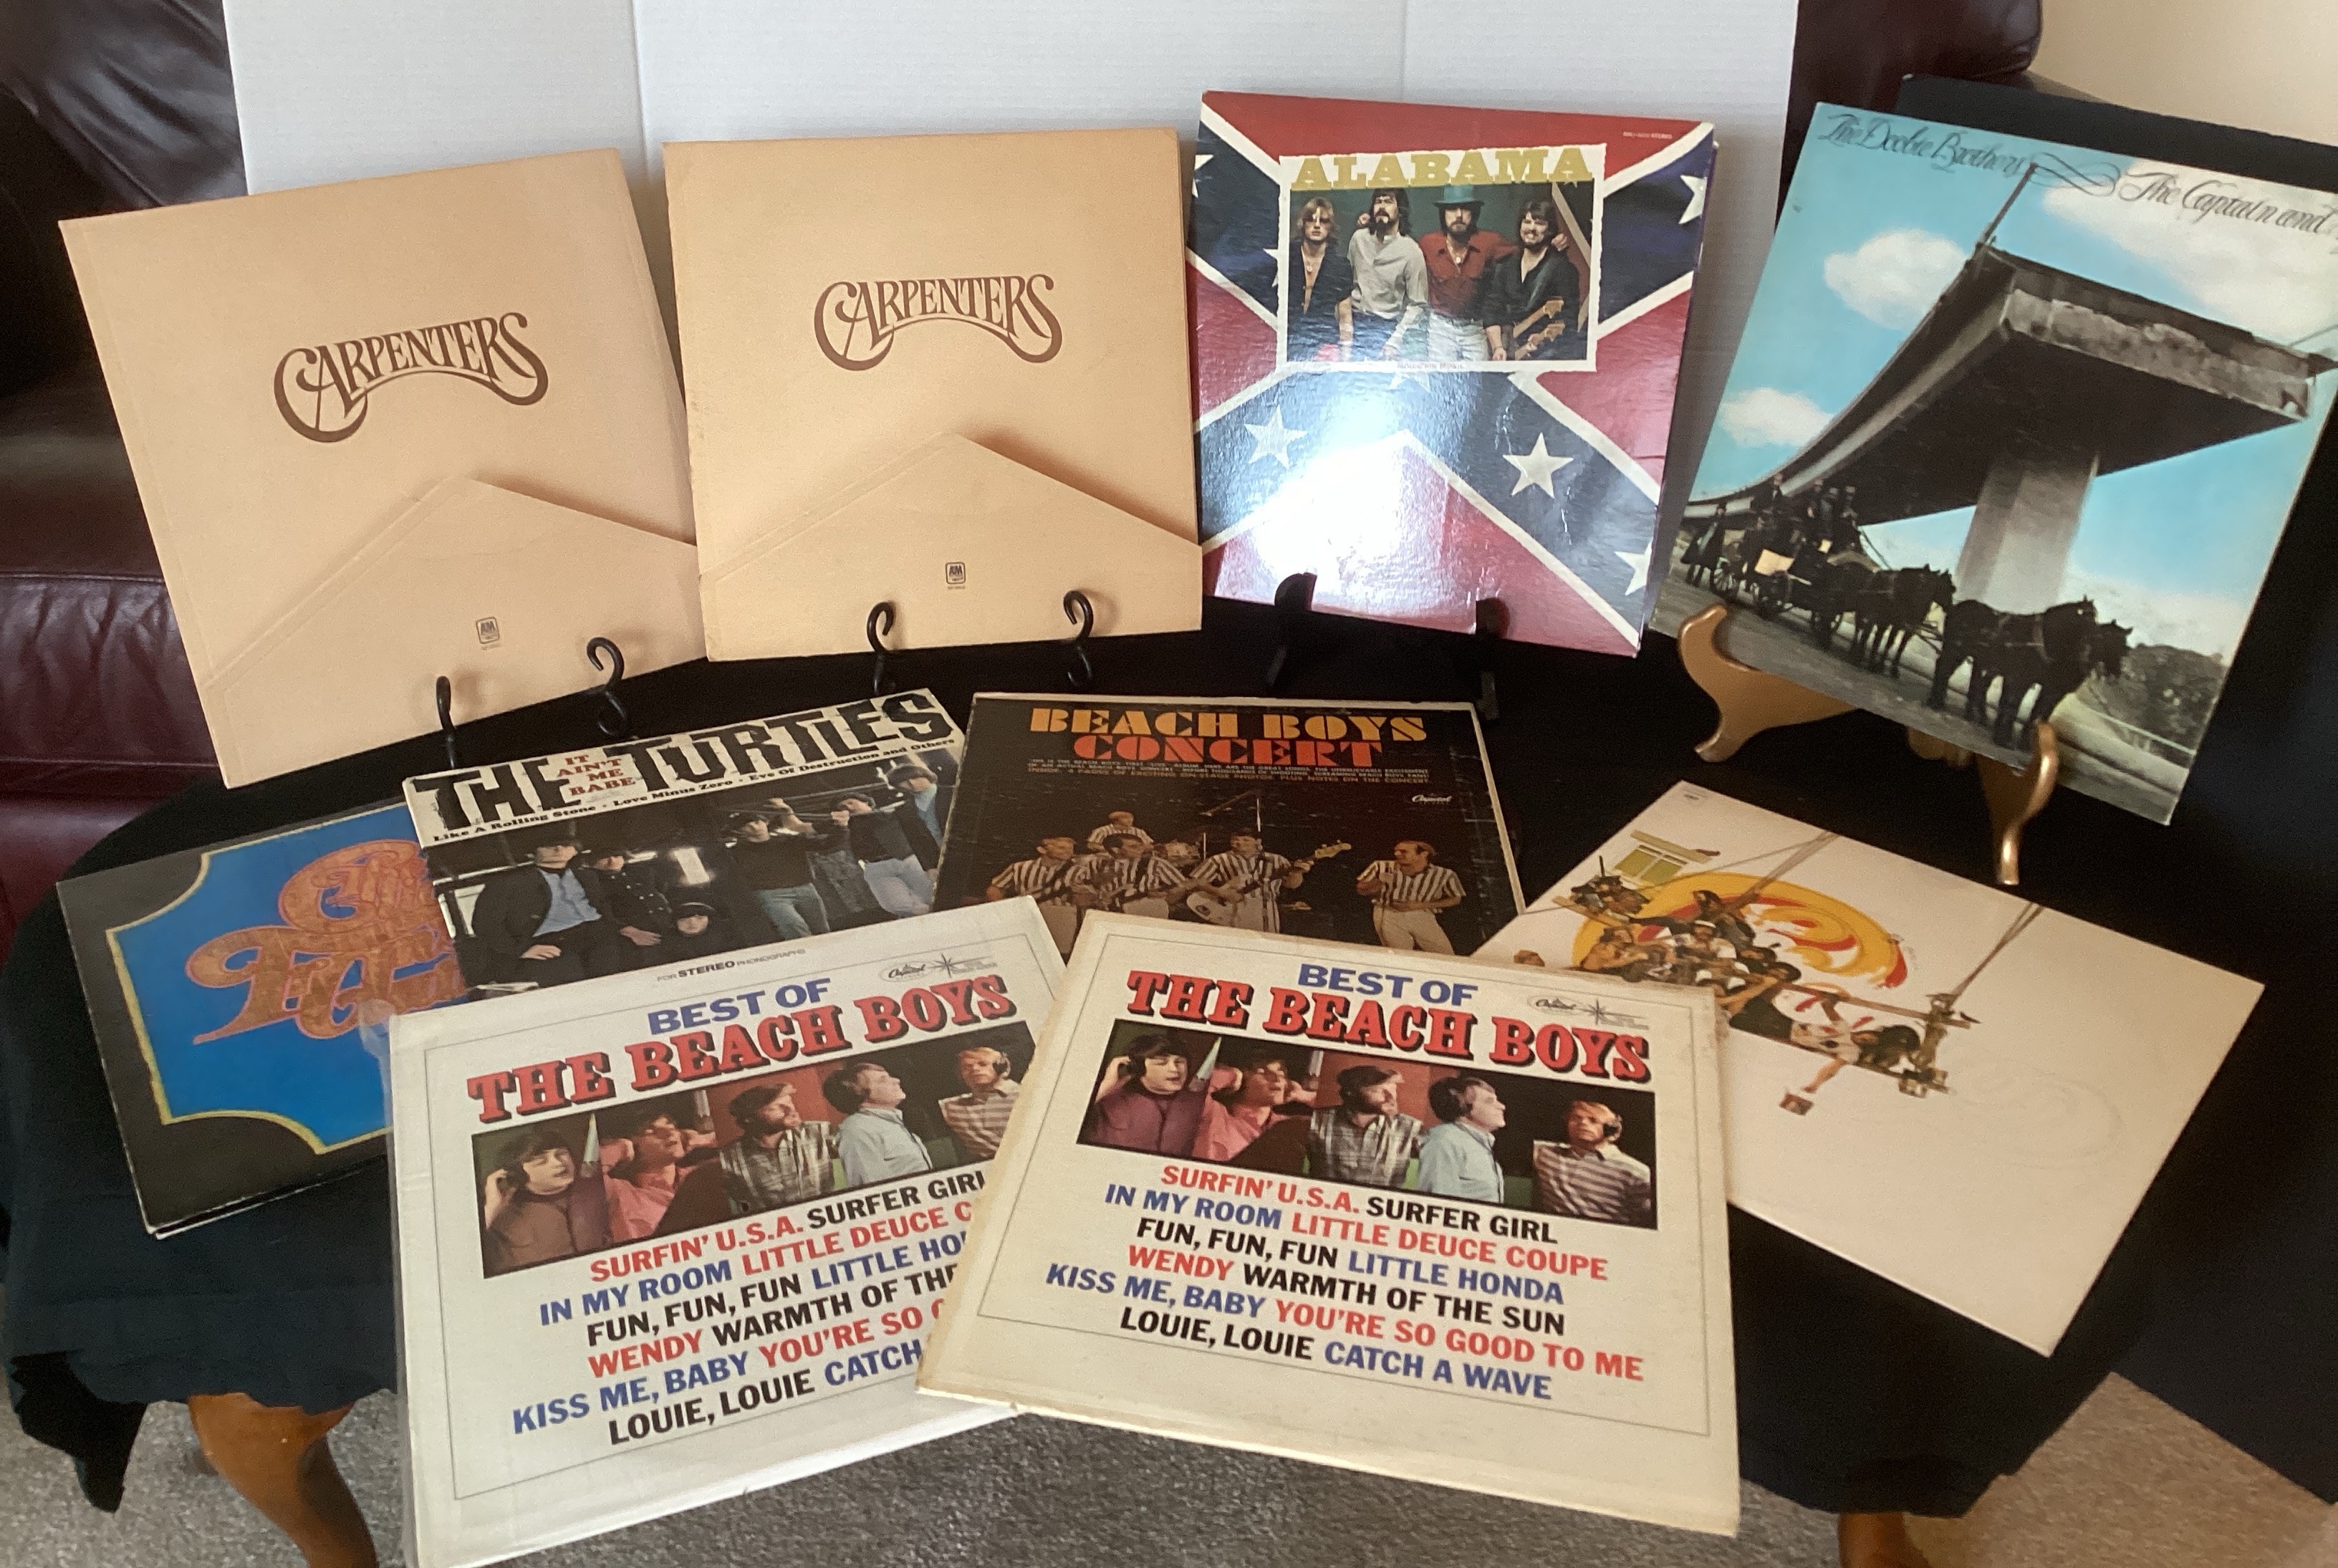 CARPENTERS
A&M
CARPENTERS
A&M
ALABAMA
The Doobie Brothers
The Captain and
THE TURTLES
IT
AIN'T
ME
BABE
Like A Rolling Stone • Love Minus Zero • Eve Of Destruction and Others
BEACH BOYS
CONCERT
Capitol
FOR STEREO PHONOGRAPHS
Capitol
BEST OF
THE BEACH BOYS
SURFIN' U.S.A. SURFER GIRL
IN MY ROOM LITTLE DEUCE C
FUN, FUN, FUN LITTLE HO
WENDY WARMTH OF THE
KISS ME, BABY YOU'RE SO
LOUIE, LOUIE CATCH
Capitol
BEST OF
THE BEACH BOYS
SURFIN' U.S.A. SURFER GIRL
IN MY ROOM LITTLE DEUCE COUPE
FUN, FUN, FUN LITTLE HONDA
WENDY WARMTH OF THE SUN
KISS ME, BABY YOU'RE SO GOOD TO ME
LOUIE, LOUIE CATCH A WAVE